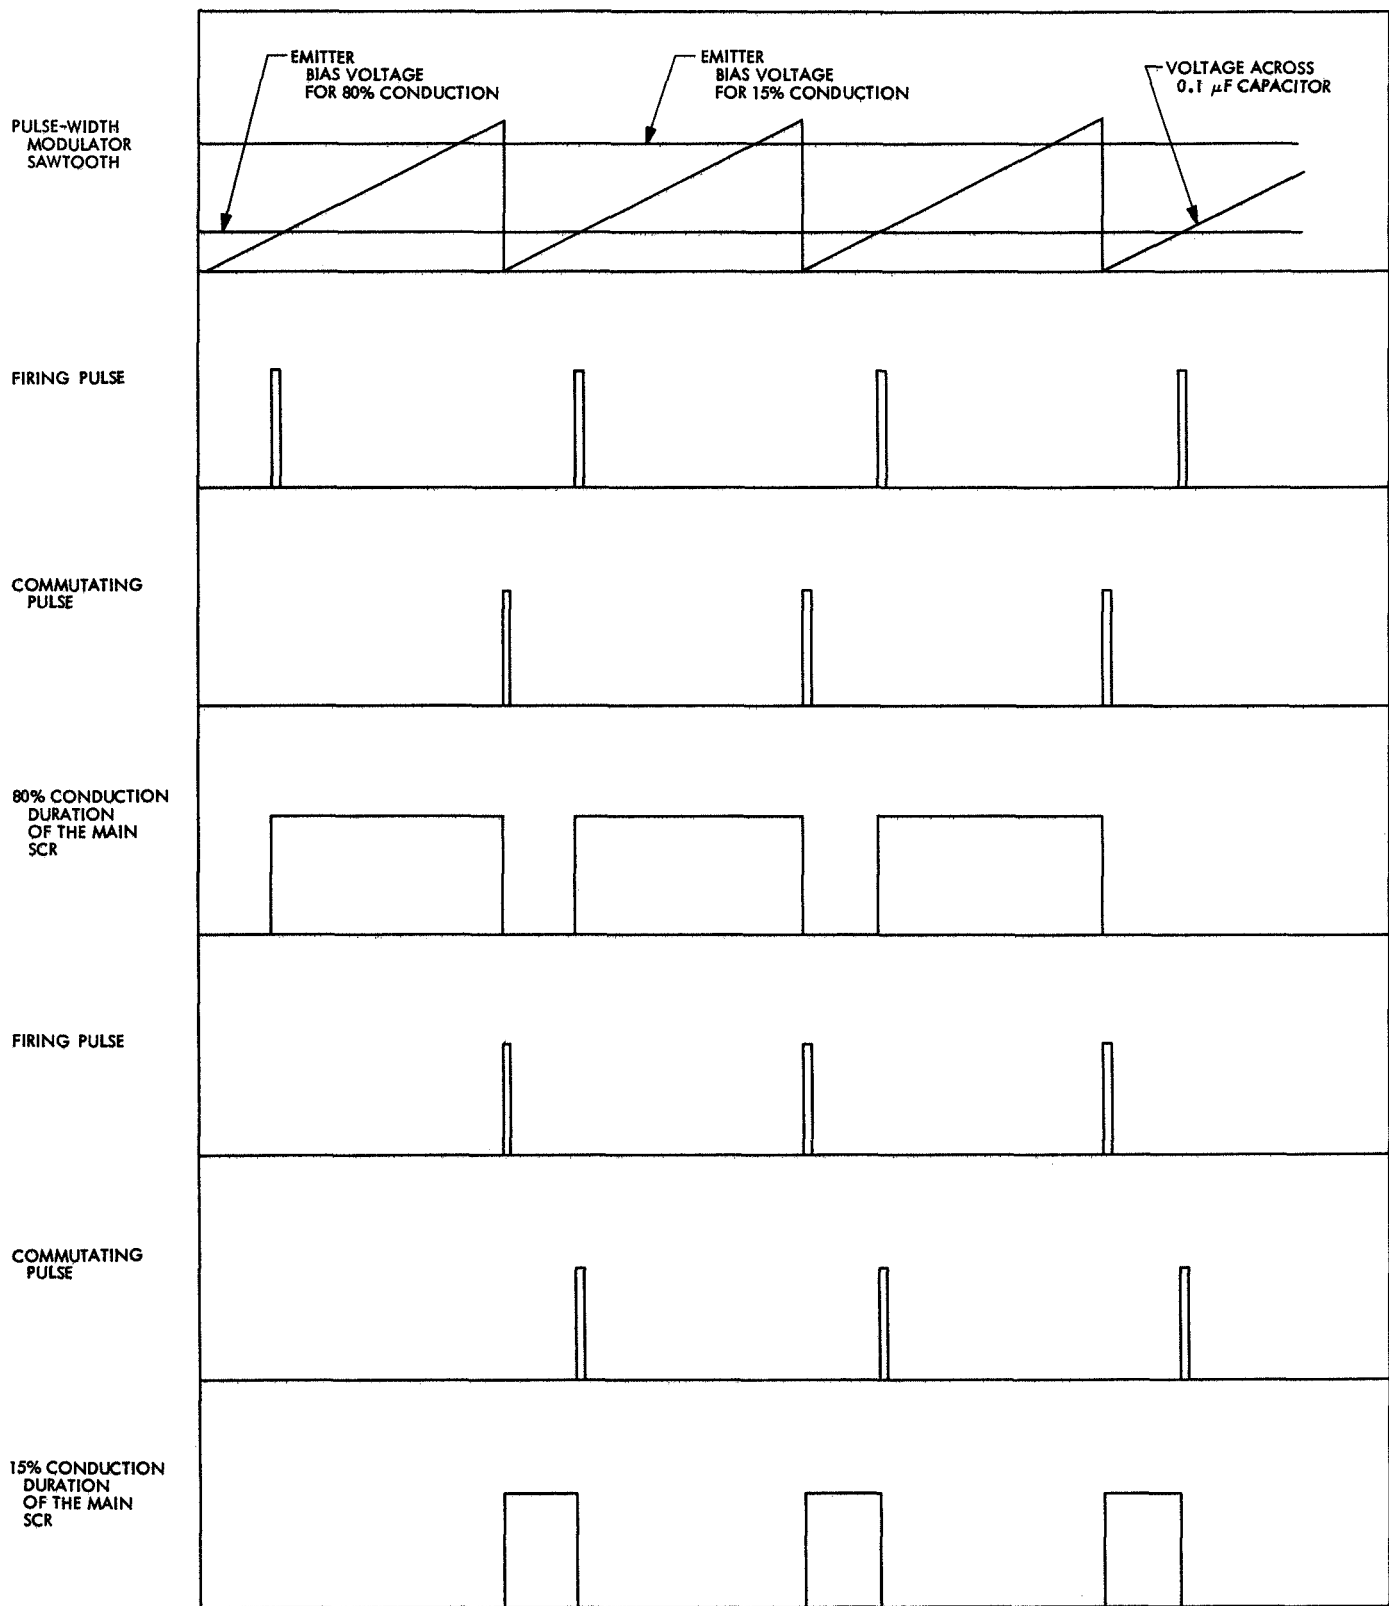 EMITTER
BIAS VOLTAGE
FOR 80% CONDUCTION
EMITTER
BIAS VOLTAGE
FOR 15% CONDUCTION
VOLTAGE ACROSS
0.1 μF CAPACITOR
PULSE-WIDTH
MODULATOR
SAWTOOTH
FIRING PULSE
COMMUTATING
PULSE
80% CONDUCTION
DURATION
OF THE MAIN
SCR
FIRING PULSE
COMMUTATING
PULSE
15% CONDUCTION
DURATION
OF THE MAIN
SCR